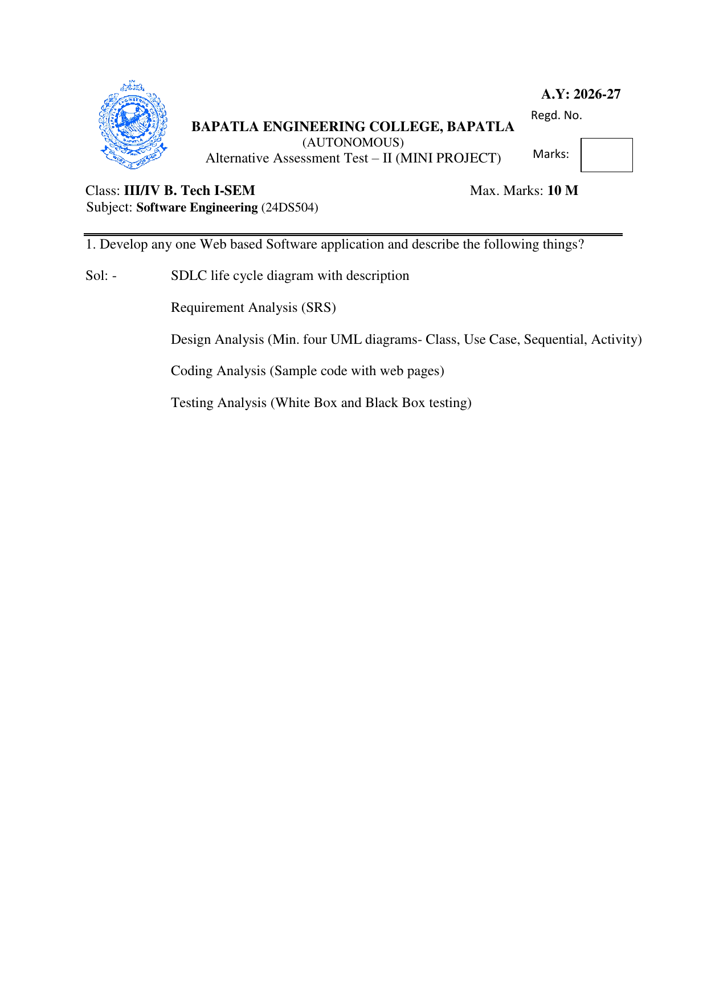 A.Y: 2026-27
Regd. No.
BAPATLA ENGINEERING COLLEGE, BAPATLA
(AUTONOMOUS)
Alternative Assessment Test – II (MINI PROJECT)
Marks:
BAPATLA ENGINEERING COLLEGE
BAPATLA
WORK IS WORSHIP
Class: III/IV B. Tech I-SEM Max. Marks: 10 M
Subject: Software Engineering (24DS504)
1. Develop any one Web based Software application and describe the following things?
Sol: - SDLC life cycle diagram with description
Requirement Analysis (SRS)
Design Analysis (Min. four UML diagrams- Class, Use Case, Sequential, Activity)
Coding Analysis (Sample code with web pages)
Testing Analysis (White Box and Black Box testing)